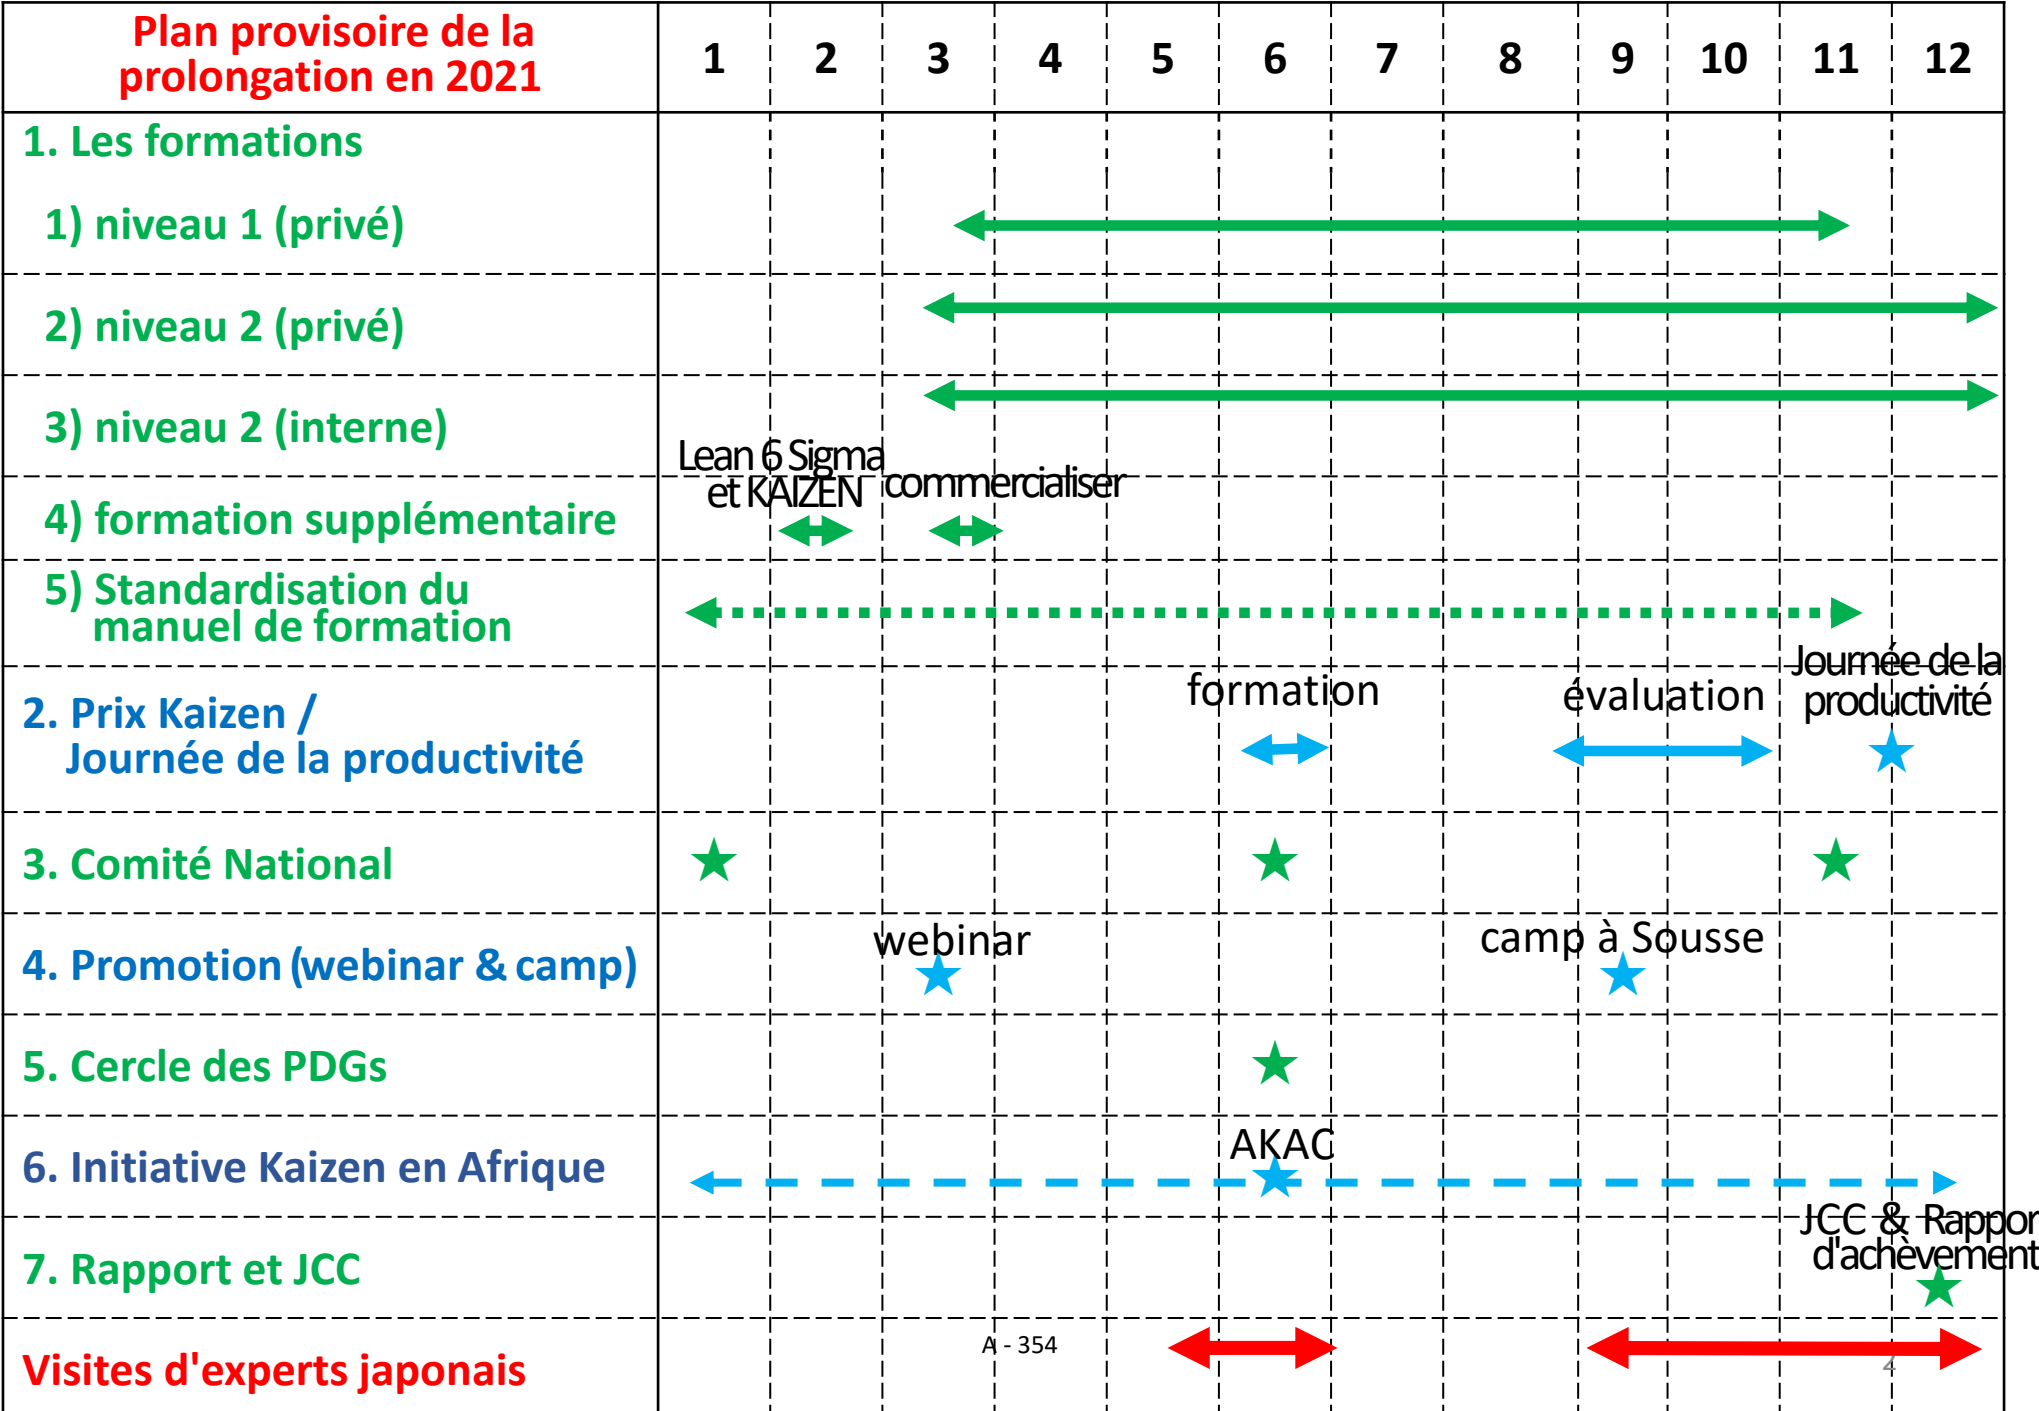 Plan provisoire de la
prolongation en 2021
1 2 3 4 5 6 7 8 9 10 11 12
1. Les formations
1) niveau 1 (privé)
2) niveau 2 (privé)
3) niveau 2 (interne)
Lean 6 Sigma
et KAIZEN
commercialiser
4) formation supplémentaire
5) Standardisation du
manuel de formation
2. Prix Kaizen /
Journée de la productivité
formation
évaluation
Journée de la
productivité
3. Comité National
4. Promotion (webinar & camp)
webinar
camp à Sousse
5. Cercle des PDGs
6. Initiative Kaizen en Afrique
AKAC
7. Rapport et JCC
JCC & Rappor
d'achèvement
Visites d'experts japonais
A - 354